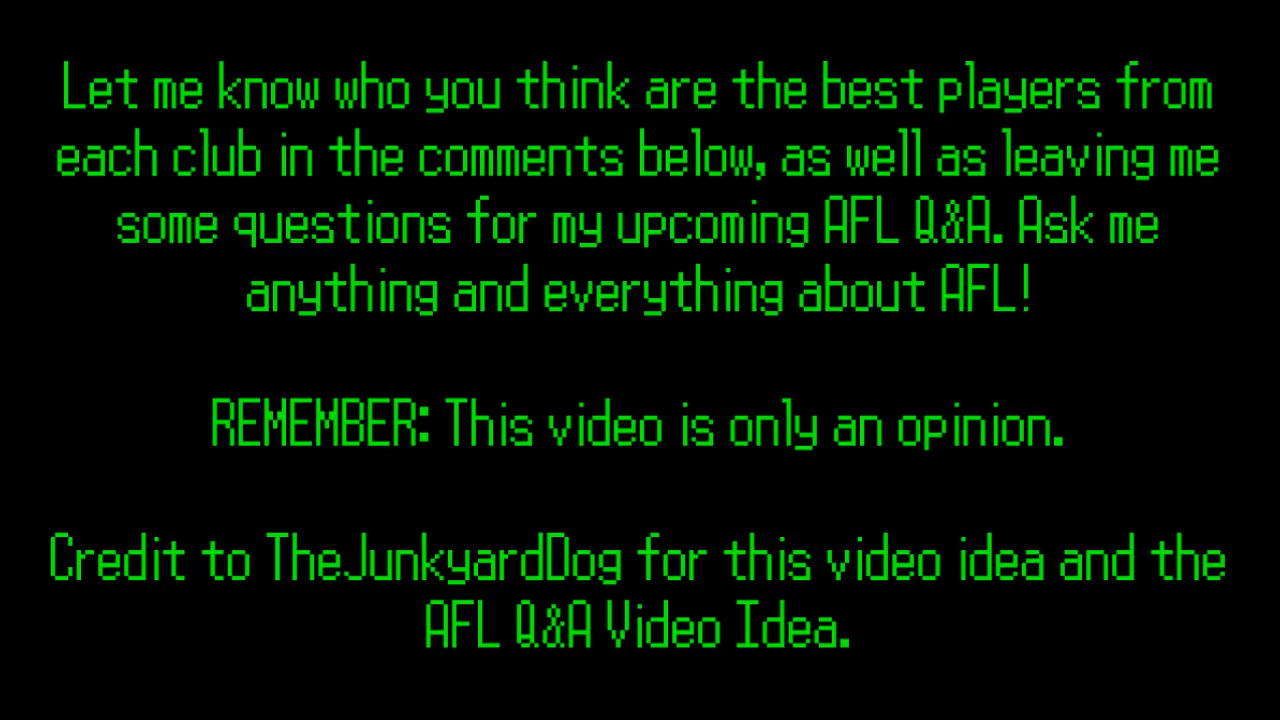 Let me know who you think are the best players from
each club in the comments below, as well as leaving me
some questions for my upcoming AFL Q&A. Ask me
anything and everything about AFL!
REMEMBER: This video is only an opinion.
Credit to TheJunkyardDog for this video idea and the
AFL Q&A Video Idea.